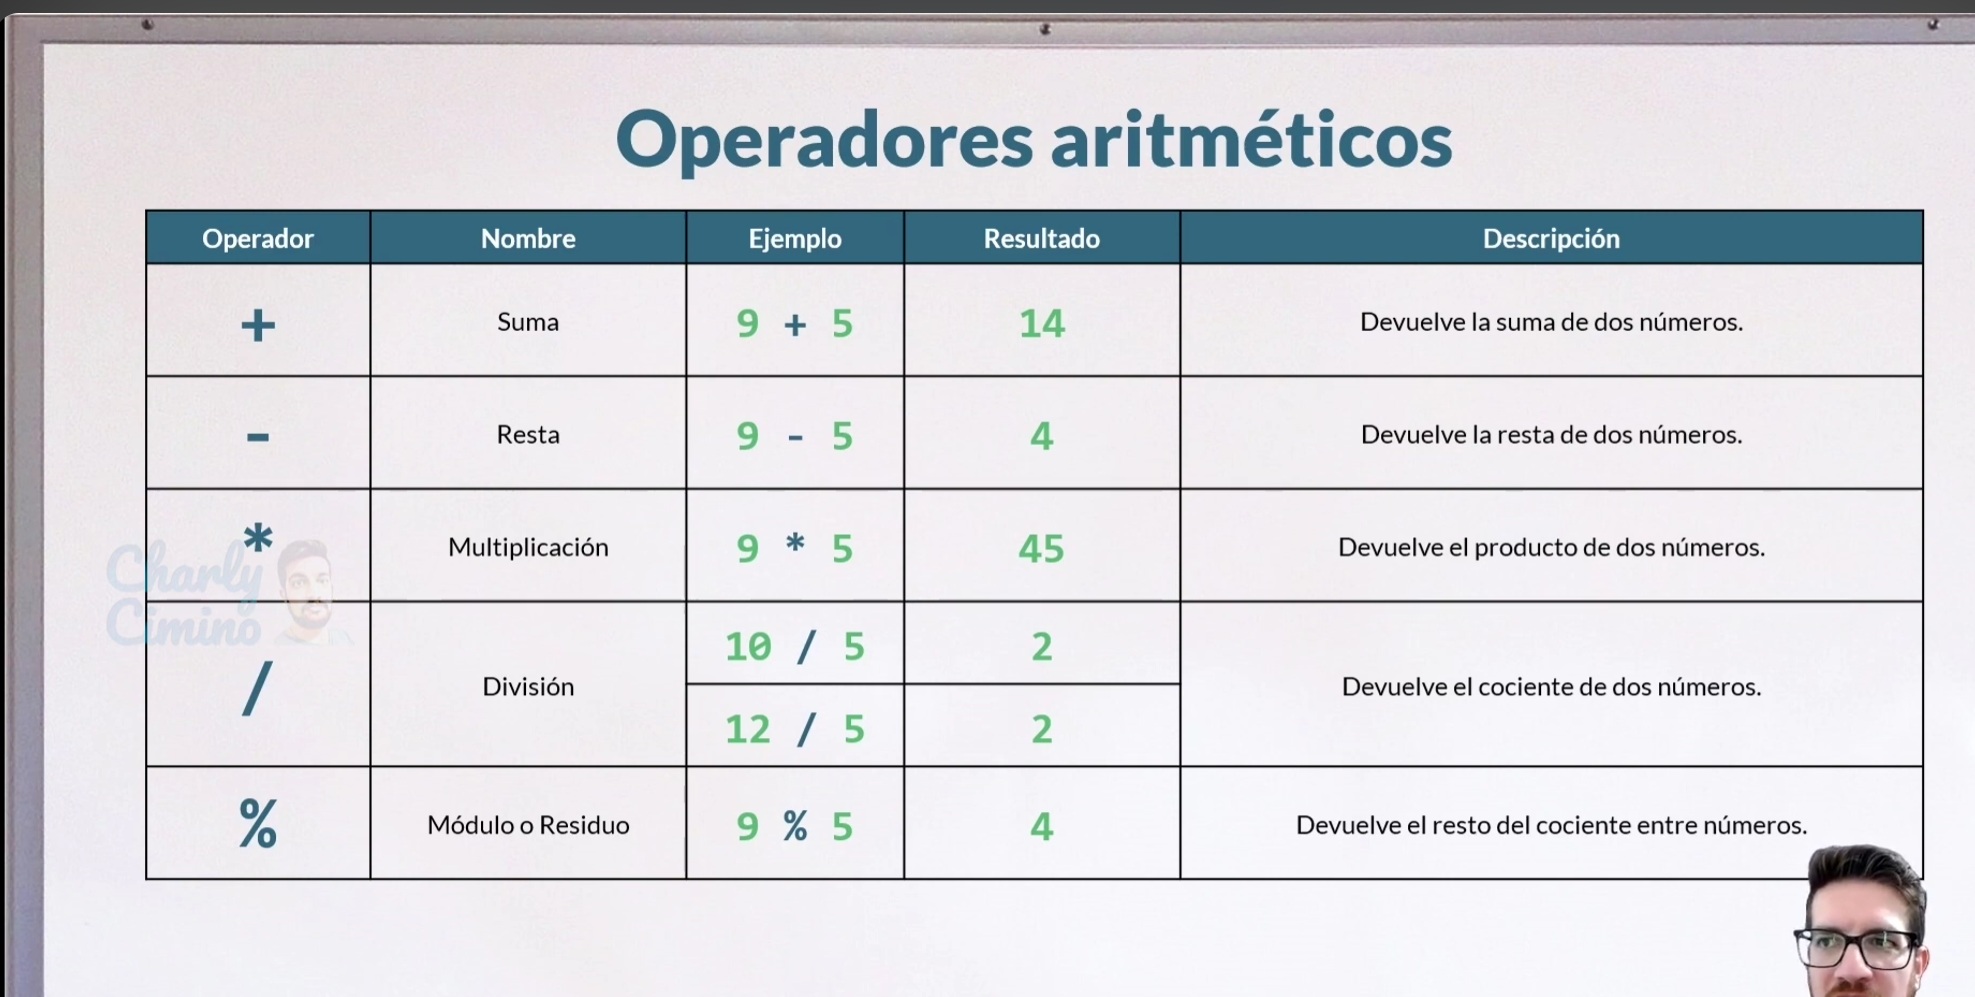 Operadores aritméticos
Operador Nombre Ejemplo Resultado Descripción
+ Suma 9 + 5 14 Devuelve la suma de dos números.
- Resta 9 - 5 4 Devuelve la resta de dos números.
* Multiplicación 9 * 5 45 Devuelve el producto de dos números.
Charly
Cimino
/ División 10 / 5 2 Devuelve el cociente de dos números.
12 / 5 2
% Módulo o Residuo 9 % 5 4 Devuelve el resto del cociente entre números.